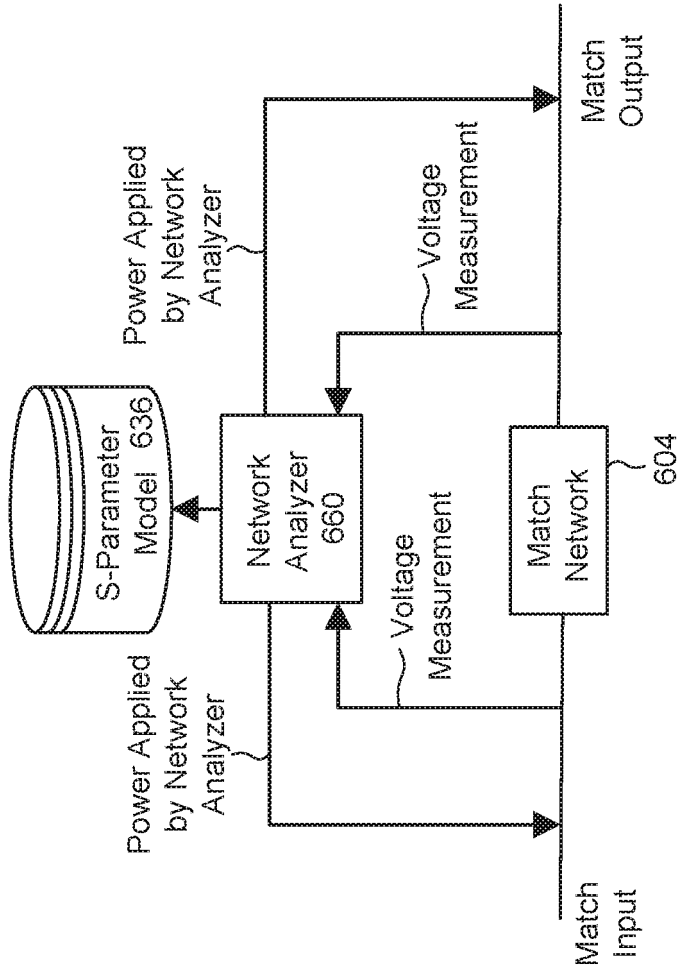 S-Parameter
Model 636
Power Applied
by Network
Analyzer
Power Applied
by Network
Analyzer
Network
Analyzer
660
Voltage
Measurement
Voltage
Measurement
Match
Network
604
Match
Input
Match
Output